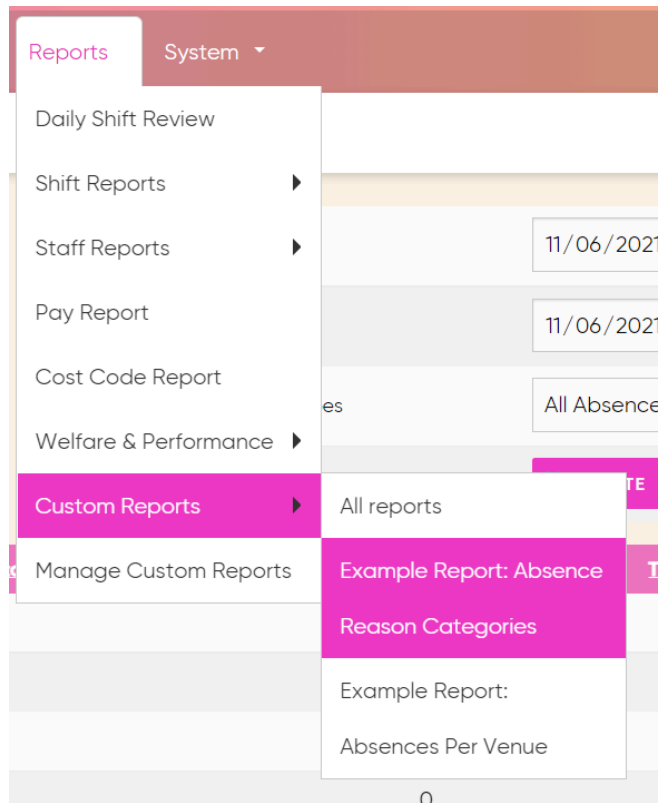 Reports System
Daily Shift Review
Shift Reports
Staff Reports
11/06/2021
Pay Report
11/06/2021
Cost Code Report
es
All Absence
Welfare & Performance
TE
Custom Reports
All reports
Manage Custom Reports
Example Report: Absence
Reason Categories
Example Report:
Absences Per Venue
0